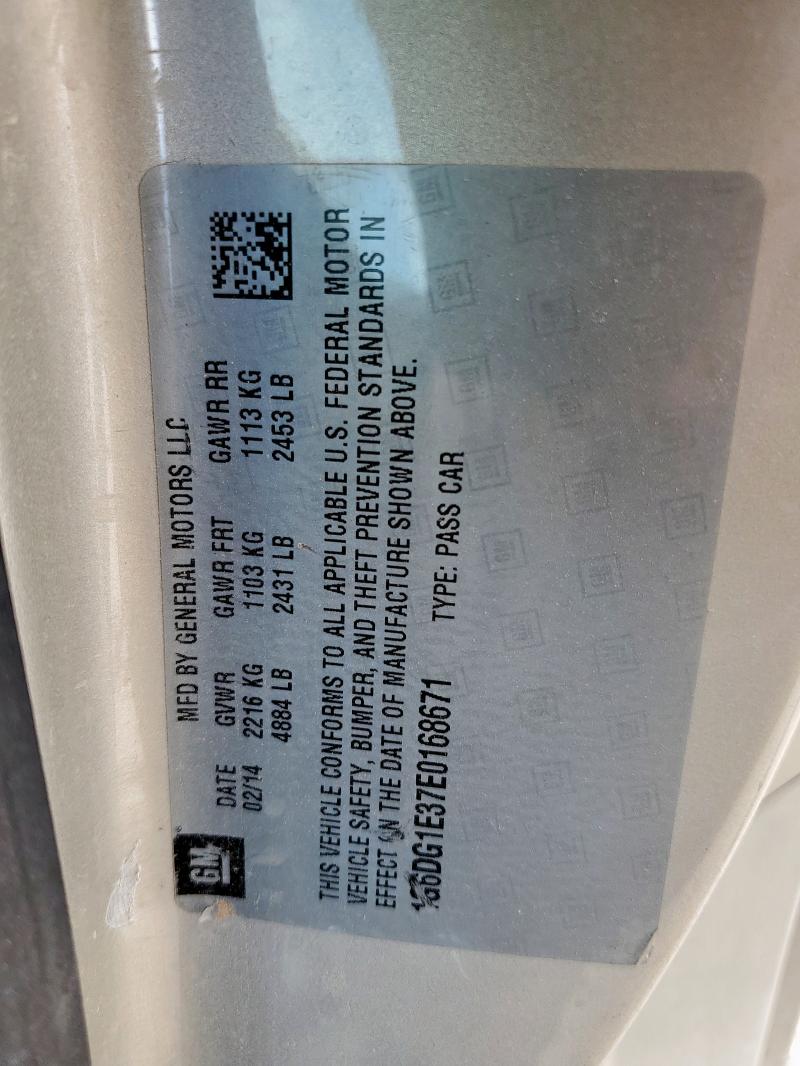 GM
MFD BY GENERAL MOTORS LLC
DATE GVWR GAWR FRT GAWR RR
02/14 2216 KG 1103 KG 1113 KG
4884 LB 2431 LB 2453 LB
THIS VEHICLE CONFORMS TO ALL APPLICABLE U.S. FEDERAL MOTOR
VEHICLE SAFETY, BUMPER, AND THEFT PREVENTION STANDARDS IN
EFFECT ON THE DATE OF MANUFACTURE SHOWN ABOVE.
1G6DG1E37E0168671 TYPE: PASS CAR